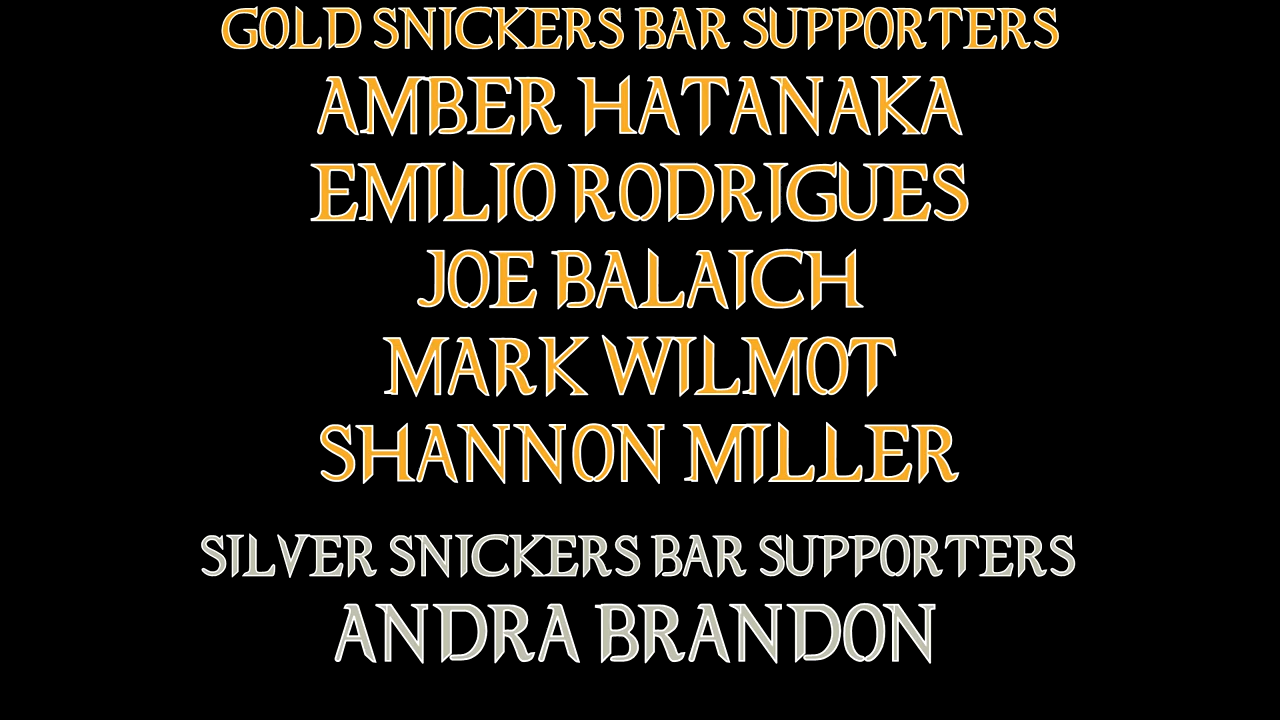 GOLD SNICKERS BAR SUPPORTERS
AMBER HATANAKA
EMILIO RODRIGUES
JOE BALAICH
MARK WILMOT
SHANNON MILLER
SILVER SNICKERS BAR SUPPORTERS
ANDRA BRANDON